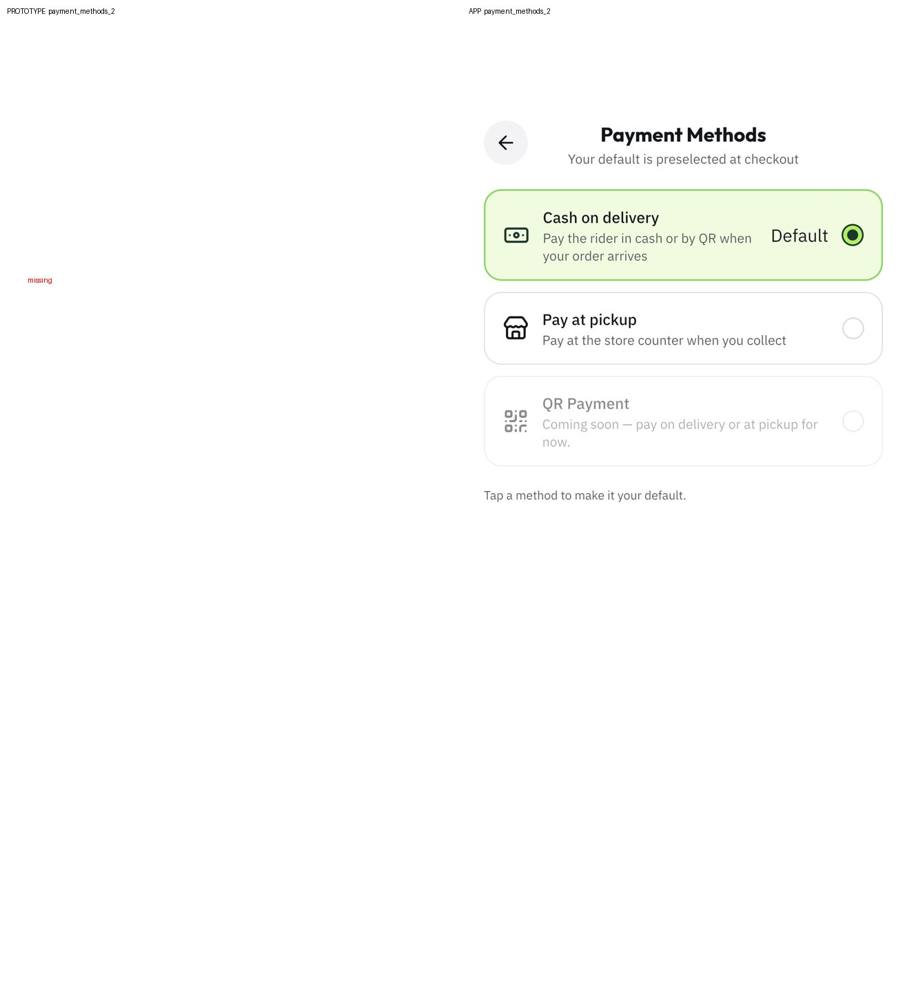 PROTOTYPE payment_methods_2
APP payment_methods_2
missing
Payment Methods
Your default is preselected at checkout
Cash on delivery
Pay the rider in cash or by QR when
your order arrives
Default
Pay at pickup
Pay at the store counter when you collect
QR Payment
Coming soon — pay on delivery or at pickup for
now.
Tap a method to make it your default.